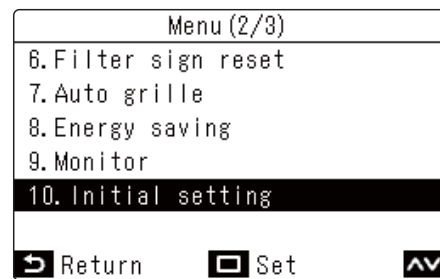 Menu(2/3)
6.Filter sign reset
7.Auto grille
8.Energy saving
9.Monitor
10.Initial setting
Return Set